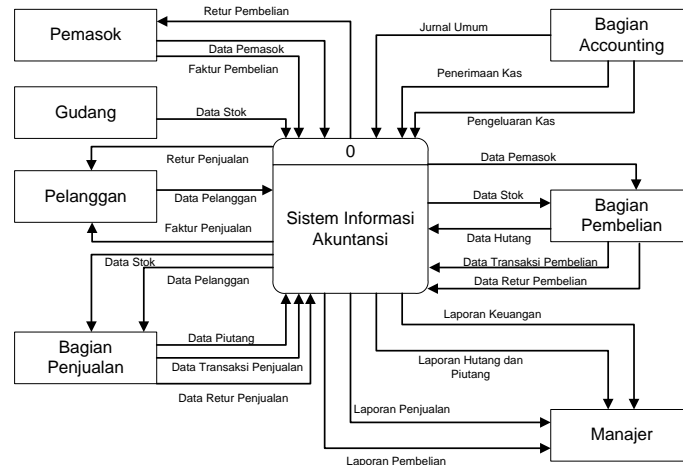 Retur Pembelian
Pemasok
Data Pemasok
Faktur Pembelian
Jurnal Umum
Bagian
Accounting
Penerimaan Kas
Pengeluaran Kas
Gudang
Data Stok
Retur Penjualan
Pelanggan
Data Pelanggan
Faktur Penjualan
0
Sistem Informasi
Akuntansi
Data Pemasok
Data Stok
Bagian
Pembelian
Data Hutang
Data Transaksi Pembelian
Data Retur Pembelian
Data Stok
Data Pelanggan
Bagian
Penjualan
Data Piutang
Data Transaksi Penjualan
Data Retur Penjualan
Laporan Keuangan
Laporan Hutang dan
Piutang
Laporan Penjualan
Manajer
Laporan Pembelian